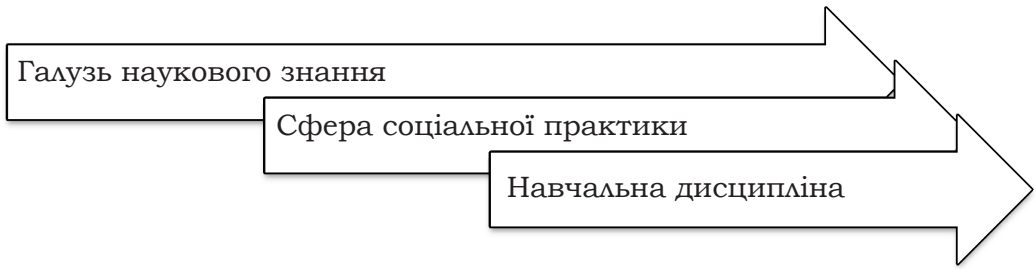 Галузь наукового знання
Сфера соціальної практики
Навчальна дисципліна